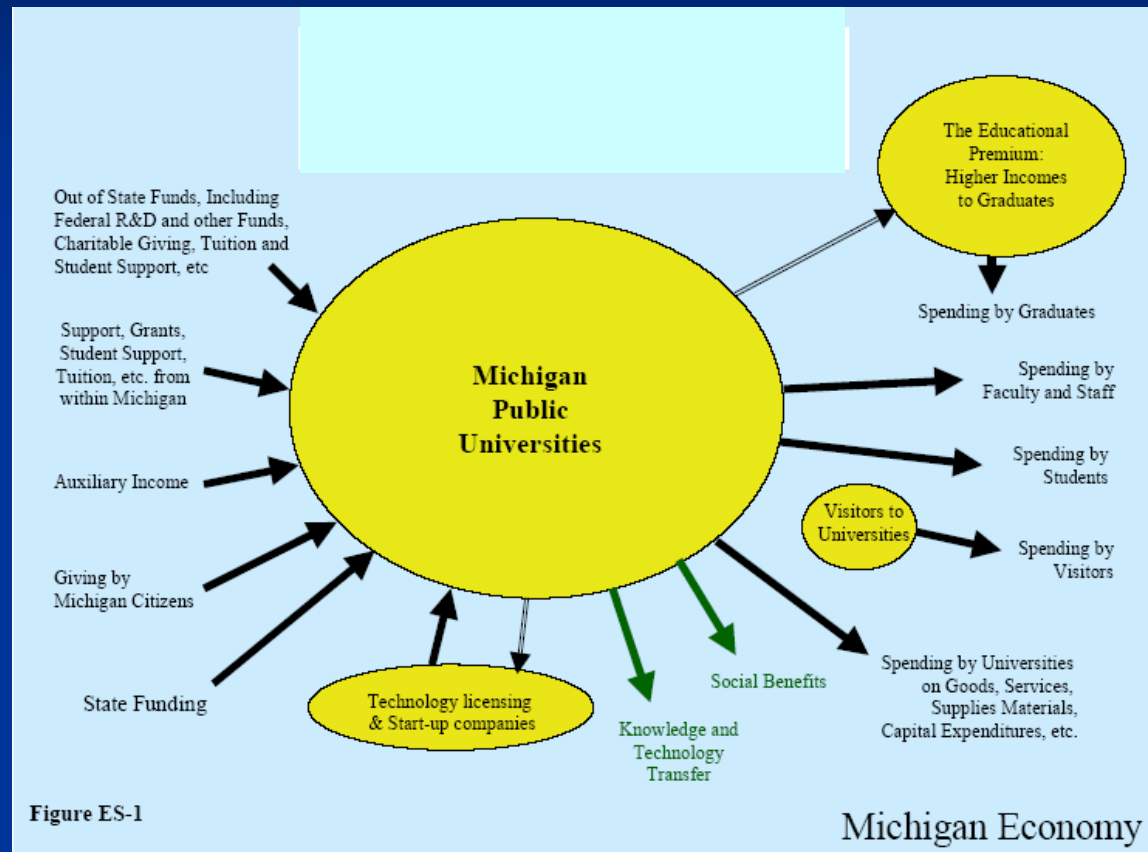 The Educational
Premium:
Higher Incomes
to Graduates
Out of State Funds, Including
Federal R&D and other Funds,
Charitable Giving, Tuition and
Student Support, etc
Spending by Graduates
Support, Grants,
Student Support,
Tuition, etc. from
within Michigan
Michigan
Public
Universities
Spending by
Faculty and Staff
Auxiliary Income
Spending by
Students
Visitors to
Universities
Spending by
Visitors
Giving by
Michigan Citizens
State Funding
Technology licensing
& Start-up companies
Social Benefits
Knowledge and
Technology
Transfer
Spending by Universities
on Goods, Services,
Supplies Materials,
Capital Expenditures, etc.
Figure ES-1
Michigan Economy